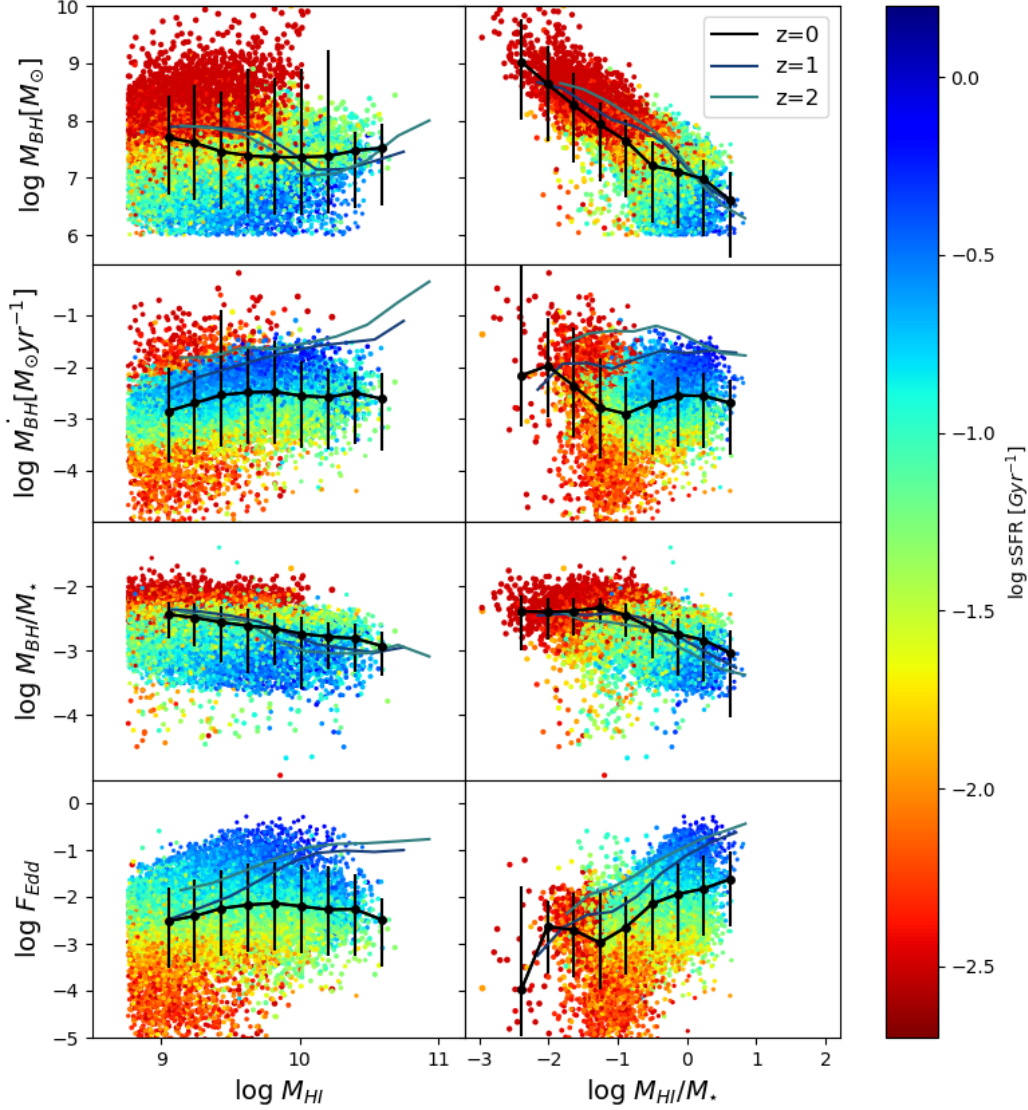 10
9
8
7
6
log M_BH[M_⊙]
z=0
z=1
z=2
−1
−2
−3
−4
log Ṁ_BH[M_⊙yr⁻¹]
−2
−3
−4
log M_BH/M_⋆
0
−1
−2
−3
−4
−5
log F_Edd
9 10 11
log M_HI
−3 −2 −1 0 1 2
log M_HI/M_⋆
0.0
−0.5
−1.0
−1.5
−2.0
−2.5
log sSFR [Gyr⁻¹]